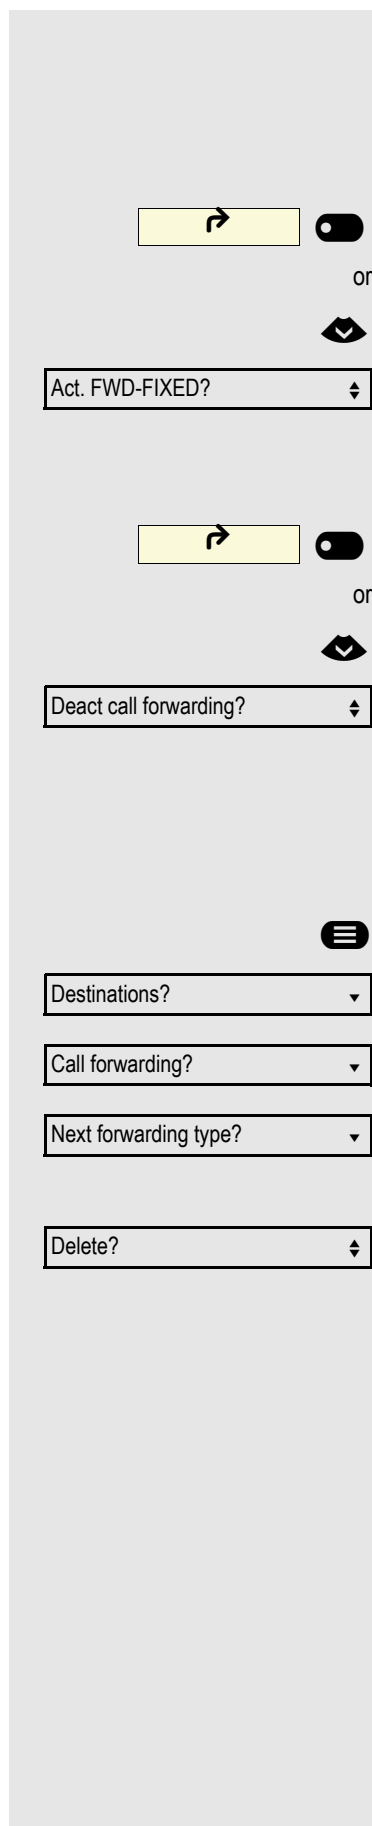 or
Act. FWD-FIXED?
or
Deact call forwarding?
Destinations?
Call forwarding?
Next forwarding type?
Delete?